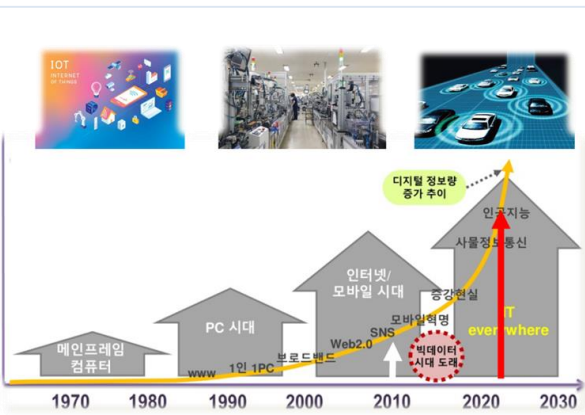 IOT
INTERNET
OF THINGS
디지털 정보량
증가 추이
인공지능
사물정보통신
인터넷/
모바일 시대
증강현실
PC 시대
모바일혁명
IT
everywhere
SNS
Web2.0
메인프레임
컴퓨터
브로드밴드
빅데이터
시대 도래
1인 1PC
www
1970 1980 1990 2000 2010 2020 2030